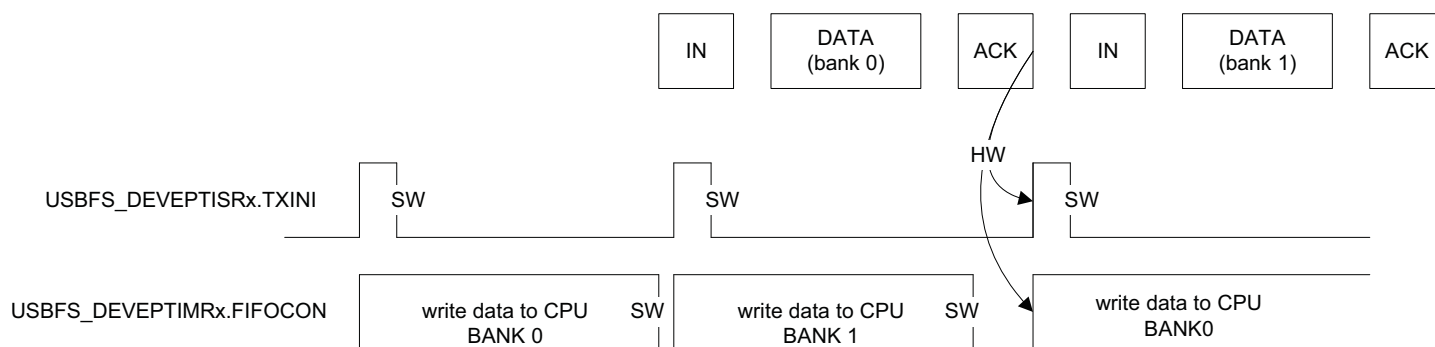 IN
DATA
(bank 0)
ACK
IN
DATA
(bank 1)
ACK
HW
USBFS_DEVEPTISRx.TXINI
SW
SW
SW
USBFS_DEVEPTIMRx.FIFOCON
write data to CPU
BANK 0
SW
write data to CPU
BANK 1
SW
write data to CPU
BANK0